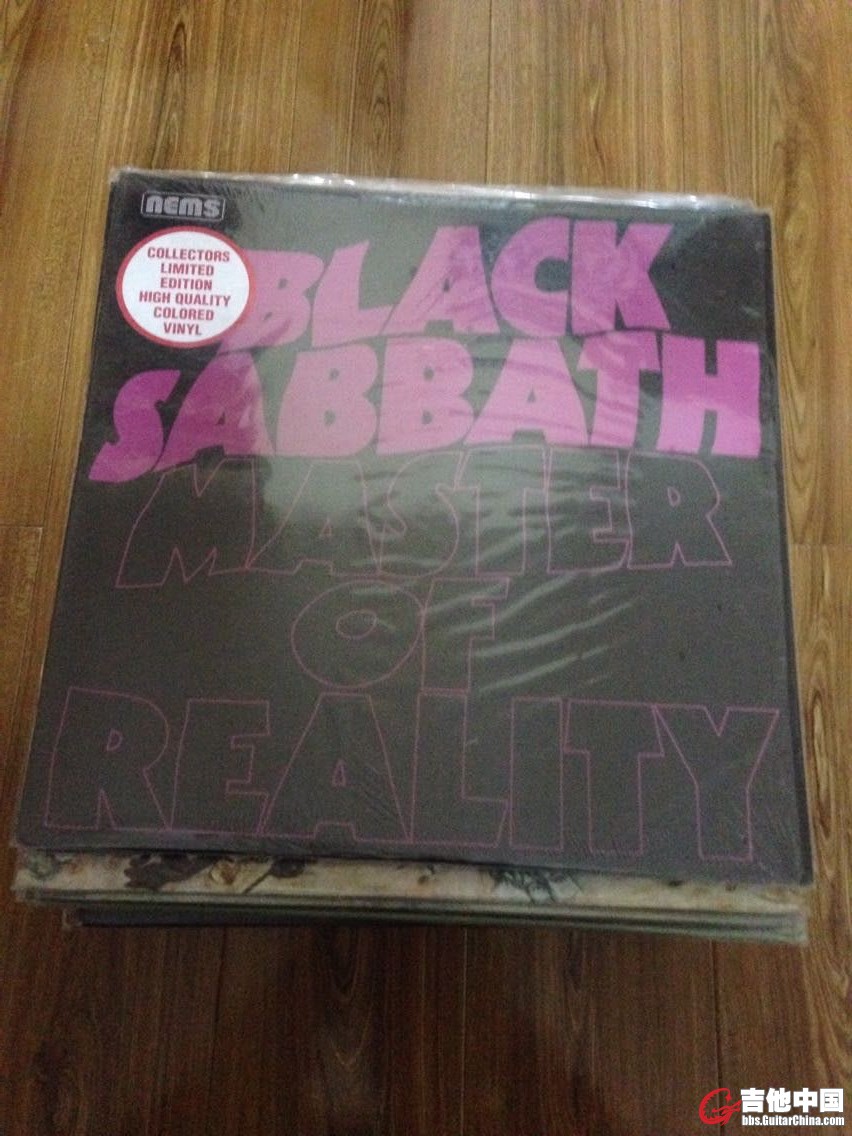 nems
COLLECTORS
LIMITED
EDITION
HIGH QUALITY
COLORED
VINYL
BLACK
SABBATH
MASTER
OF
REALITY
吉他中国
bbs.GuitarChina.com